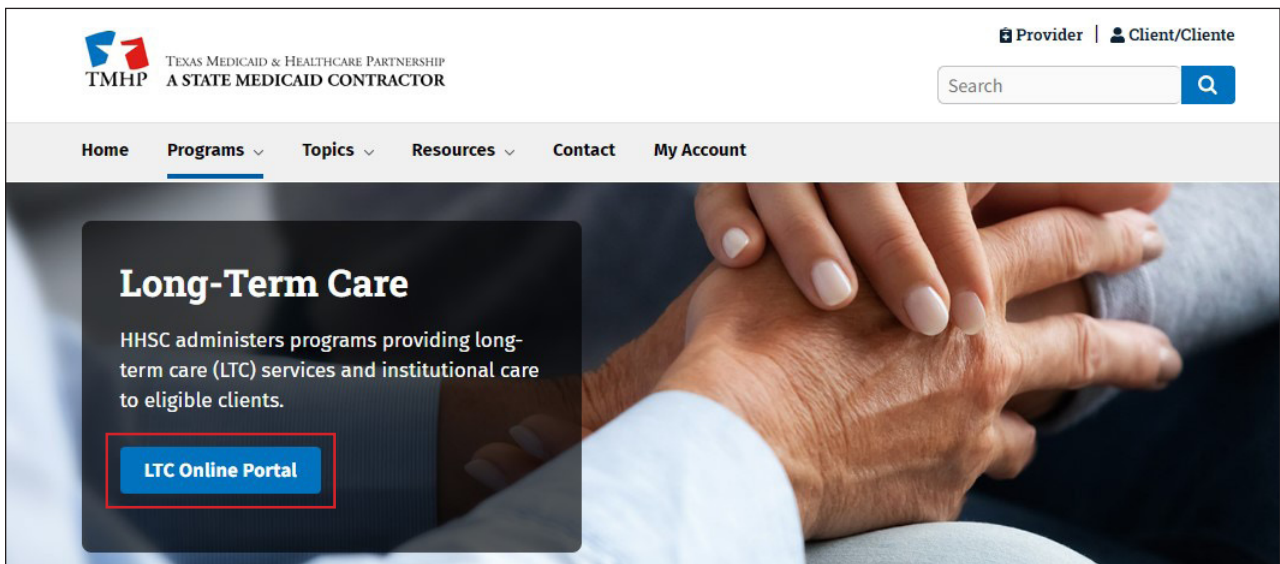 Provider | Client/Cliente
TMHP
TEXAS MEDICAID & HEALTHCARE PARTNERSHIP
A STATE MEDICAID CONTRACTOR
Search
Home Programs Topics Resources Contact My Account
Long-Term Care
HHSC administers programs providing long-
term care (LTC) services and institutional care
to eligible clients.
LTC Online Portal